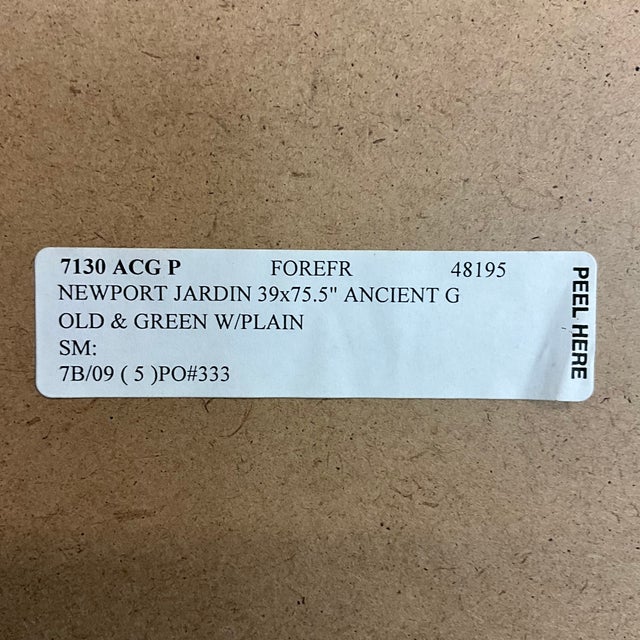 7130 ACG P FOREFR 48195
NEWPORT JARDIN 39x75.5" ANCIENT G
OLD & GREEN W/PLAIN
SM:
7B/09 ( 5 )PO#333
PEEL HERE